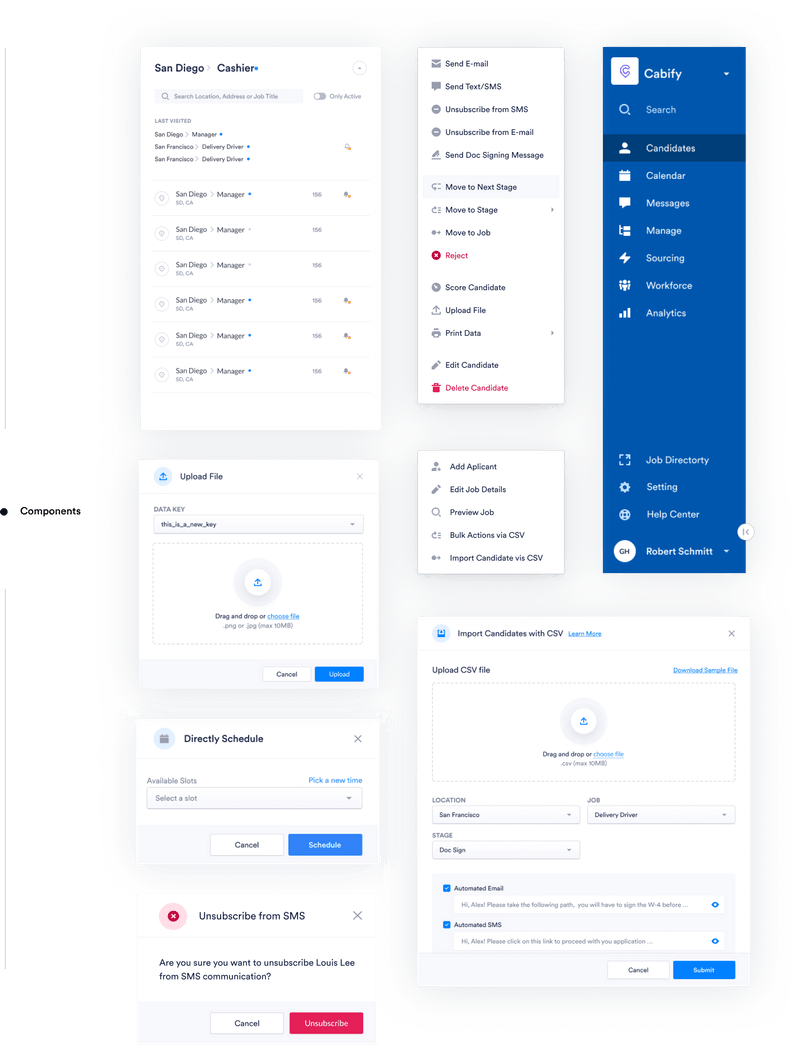 San Diego Cashier
Search Location, Address or Job Title
Only Active
LAST VISITED
San Diego Manager
San Francisco Delivery Driver
San Francisco Delivery Driver
San Diego Manager 156
SD, CA
San Diego Manager 156
SD, CA
San Diego Manager 156
SD, CA
San Diego Manager 156
SD, CA
San Diego Manager 156
SD, CA
San Diego Manager 156
SD, CA
Send E-mail
Send Text/SMS
Unsubscribe from SMS
Unsubscribe from E-mail
Send Doc Signing Message
Move to Next Stage
Move to Stage
Move to Job
Reject
Score Candidate
Upload File
Print Data
Edit Candidate
Delete Candidate
Cabify
Search
Candidates
Calendar
Messages
Manage
Sourcing
Workforce
Analytics
Job Directorty
Setting
Help Center
GH Robert Schmitt
Components
Upload File
DATA KEY
this_is_a_new_key
Drag and drop or choose file
.png or .jpg (max 10MB)
Cancel Upload
Add Aplicant
Edit Job Details
Preview Job
Bulk Actions via CSV
Import Candidate vis CSV
Directly Schedule
Available Slots Pick a new time
Select a slot
Cancel Schedule
Unsubscribe from SMS
Are you sure you want to unsubscribe Louis Lee
from SMS communication?
Cancel Unsubscribe
Import Candidates with CSV Learn More
Upload CSV file Download Sample File
Drag and drop or choose file
.csv (max 10MB)
LOCATION JOB
San Francisco Delivery Driver
STAGE
Doc Sign
Automated Email
Hi, Alex! Please take the following path, you will have to sign the W-4 before ...
Automated SMS
Hi, Alex! Please click on this link to proceed with you application ...
Cancel Submit